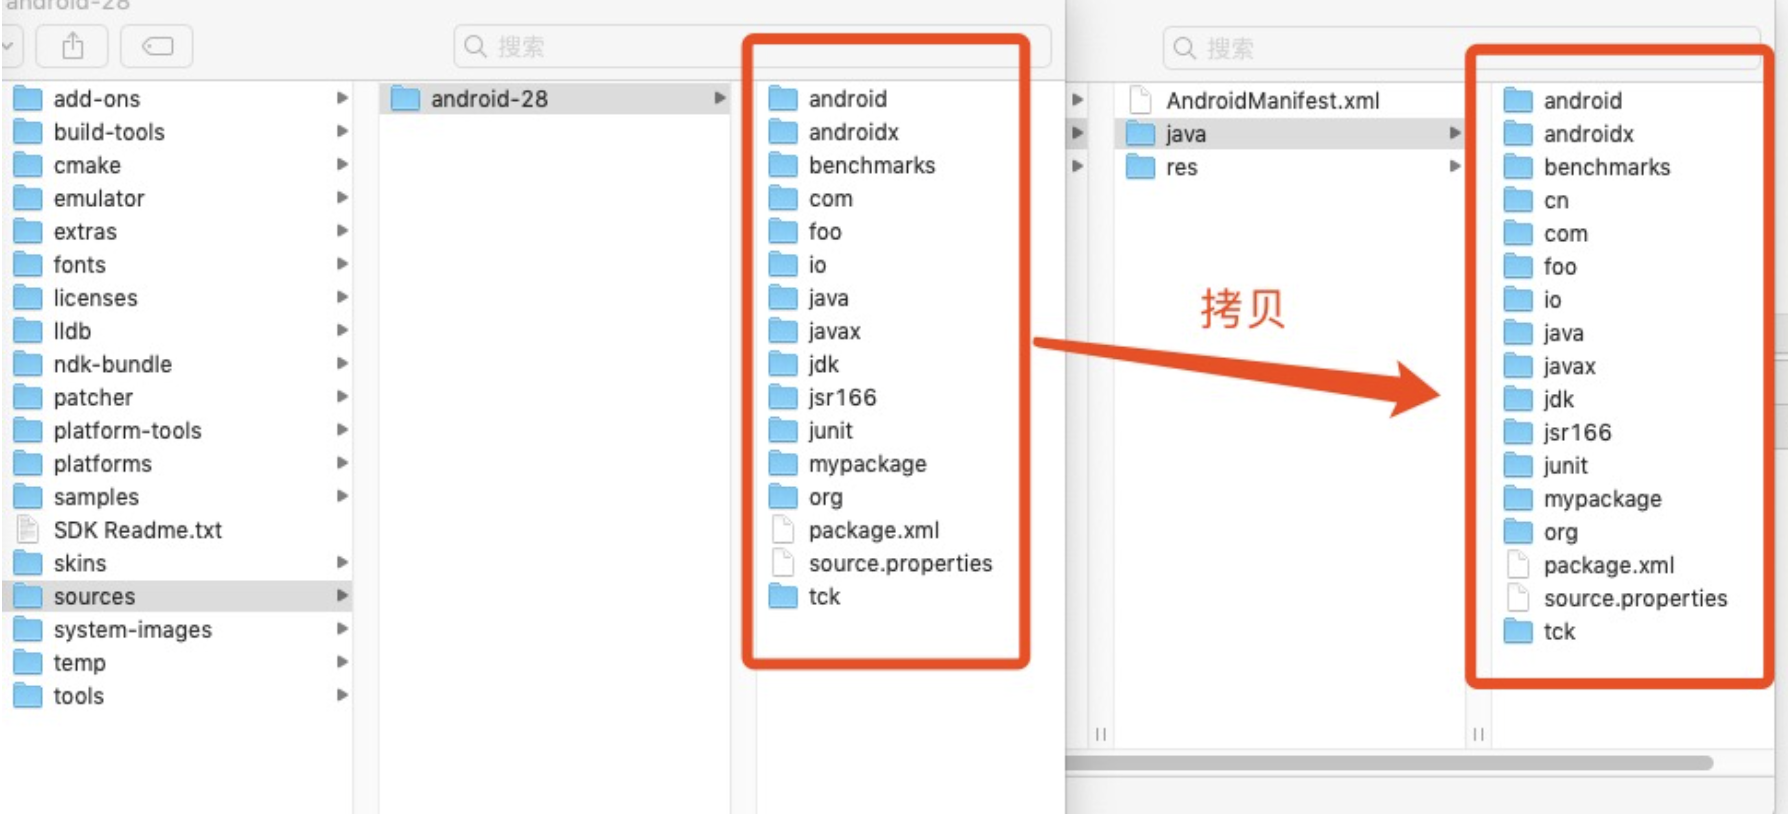 android-28
搜索
add-ons
build-tools
cmake
emulator
extras
fonts
licenses
lldb
ndk-bundle
patcher
platform-tools
platforms
samples
SDK Readme.txt
skins
sources
system-images
temp
tools
android-28
android
androidx
benchmarks
com
foo
io
java
javax
jdk
jsr166
junit
mypackage
org
package.xml
source.properties
tck
拷贝
搜索
AndroidManifest.xml
java
res
android
androidx
benchmarks
cn
com
foo
io
java
javax
jdk
jsr166
junit
mypackage
org
package.xml
source.properties
tck